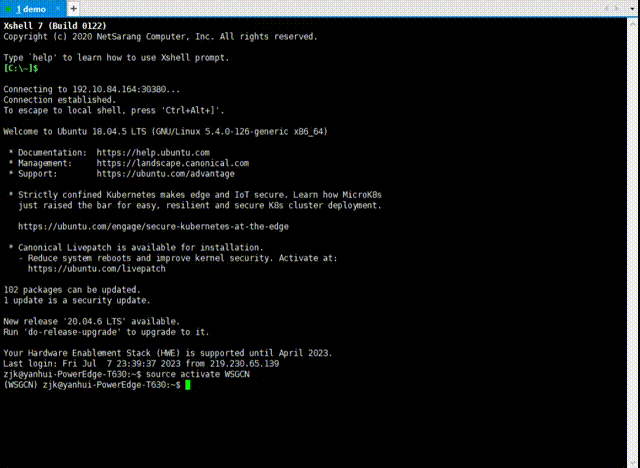 1 demo
Xshell 7 (Build 0122)
Copyright (c) 2020 NetSarang Computer, Inc. All rights reserved.
Type `help' to learn how to use Xshell prompt.
[C:\~]$
Connecting to 192.10.84.164:30380...
Connection established.
To escape to local shell, press 'Ctrl+Alt+]'.
Welcome to Ubuntu 18.04.5 LTS (GNU/Linux 5.4.0-126-generic x86_64)
* Documentation:  https://help.ubuntu.com
* Management:     https://landscape.canonical.com
* Support:        https://ubuntu.com/advantage
* Strictly confined Kubernetes makes edge and IoT secure. Learn how MicroK8s
just raised the bar for easy, resilient and secure K8s cluster deployment.
https://ubuntu.com/engage/secure-kubernetes-at-the-edge
* Canonical Livepatch is available for installation.
- Reduce system reboots and improve kernel security. Activate at:
https://ubuntu.com/livepatch
102 packages can be updated.
1 update is a security update.
New release '20.04.6 LTS' available.
Run 'do-release-upgrade' to upgrade to it.
Your Hardware Enablement Stack (HWE) is supported until April 2023.
Last login: Fri Jul  7 23:39:37 2023 from 219.230.65.139
zjk@yanhui-PowerEdge-T630:~$ source activate WSGCN
(WSGCN) zjk@yanhui-PowerEdge-T630:~$